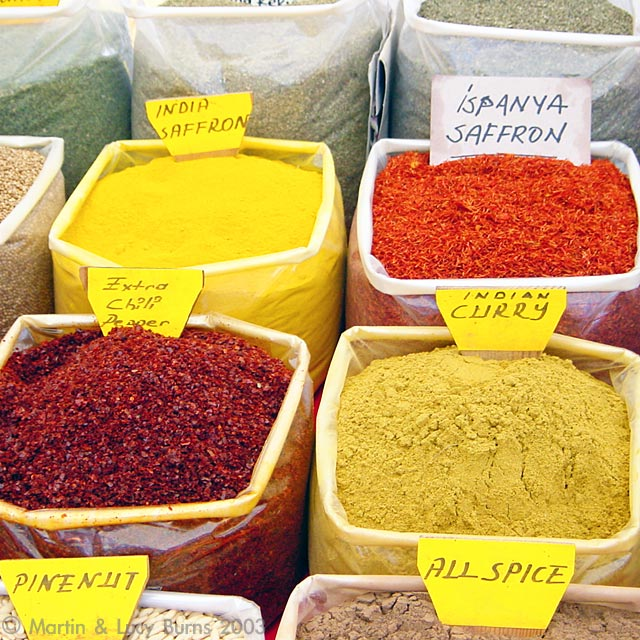 INDIA
SAFFRON
İSPANYA
SAFFRON
Extra
Chili
Pepper
INDIAN
CURRY
PINENUT
ALL SPICE
© Martin & Lucy Burns 2003